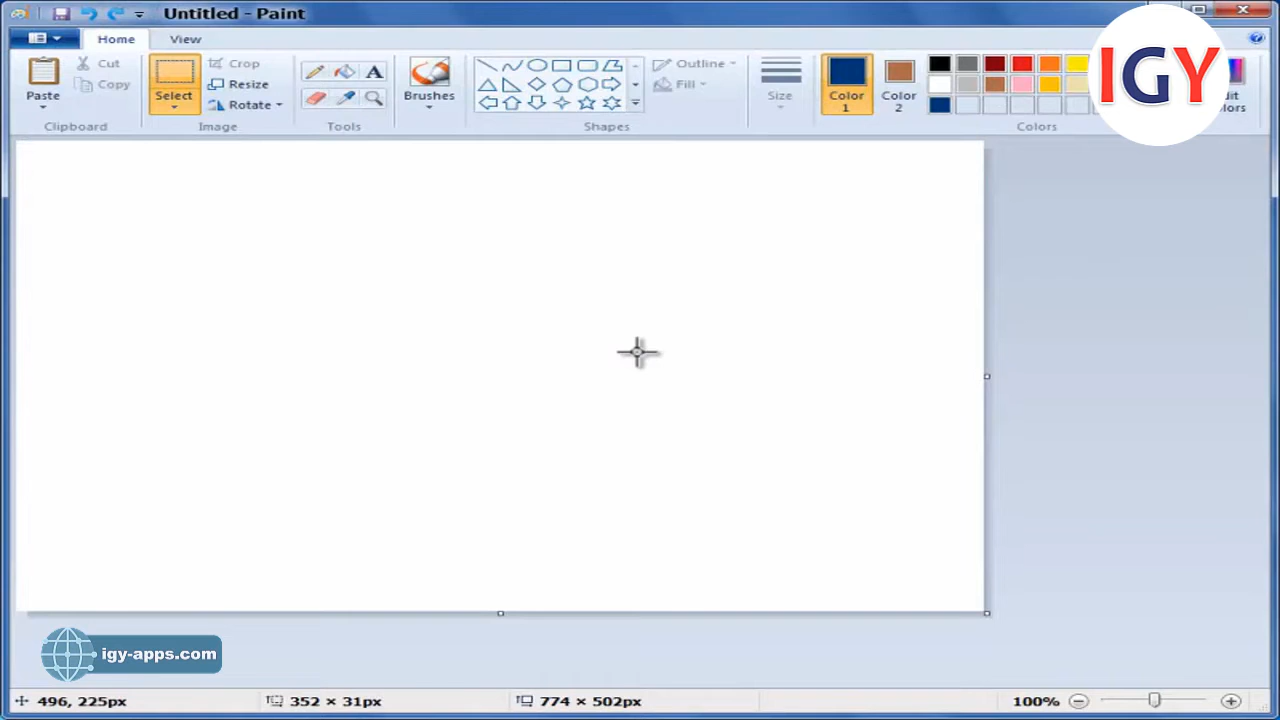 Untitled - Paint
Home View
Paste
Cut
Copy
Clipboard
Select
Crop
Resize
Rotate
Image
A
Tools
Brushes
Shapes
Outline
Fill
Size
Color 1
Color 2
Colors
IGY
igy-apps.com
496, 225px
352 × 31px
774 × 502px
100%